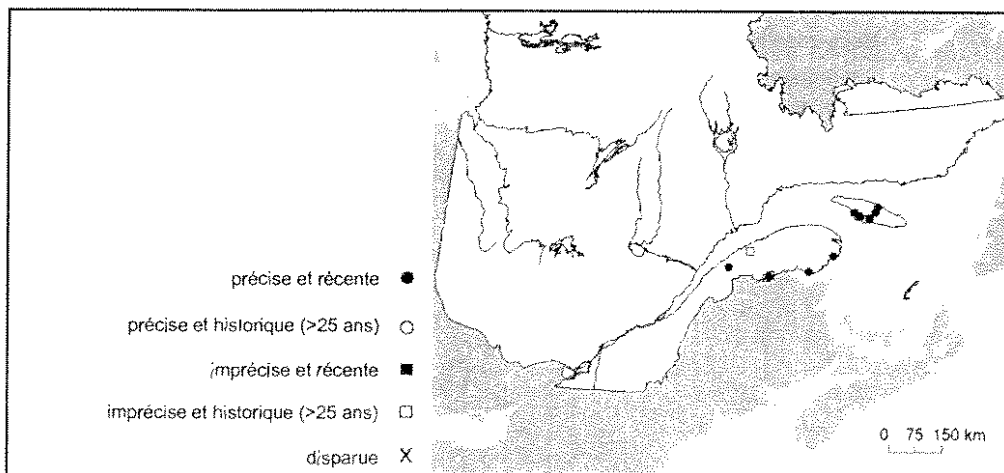 précise et récente
précise et historique (>25 ans)
imprécise et récente
imprécise et historique (>25 ans)
disparue X
0 75 150 km